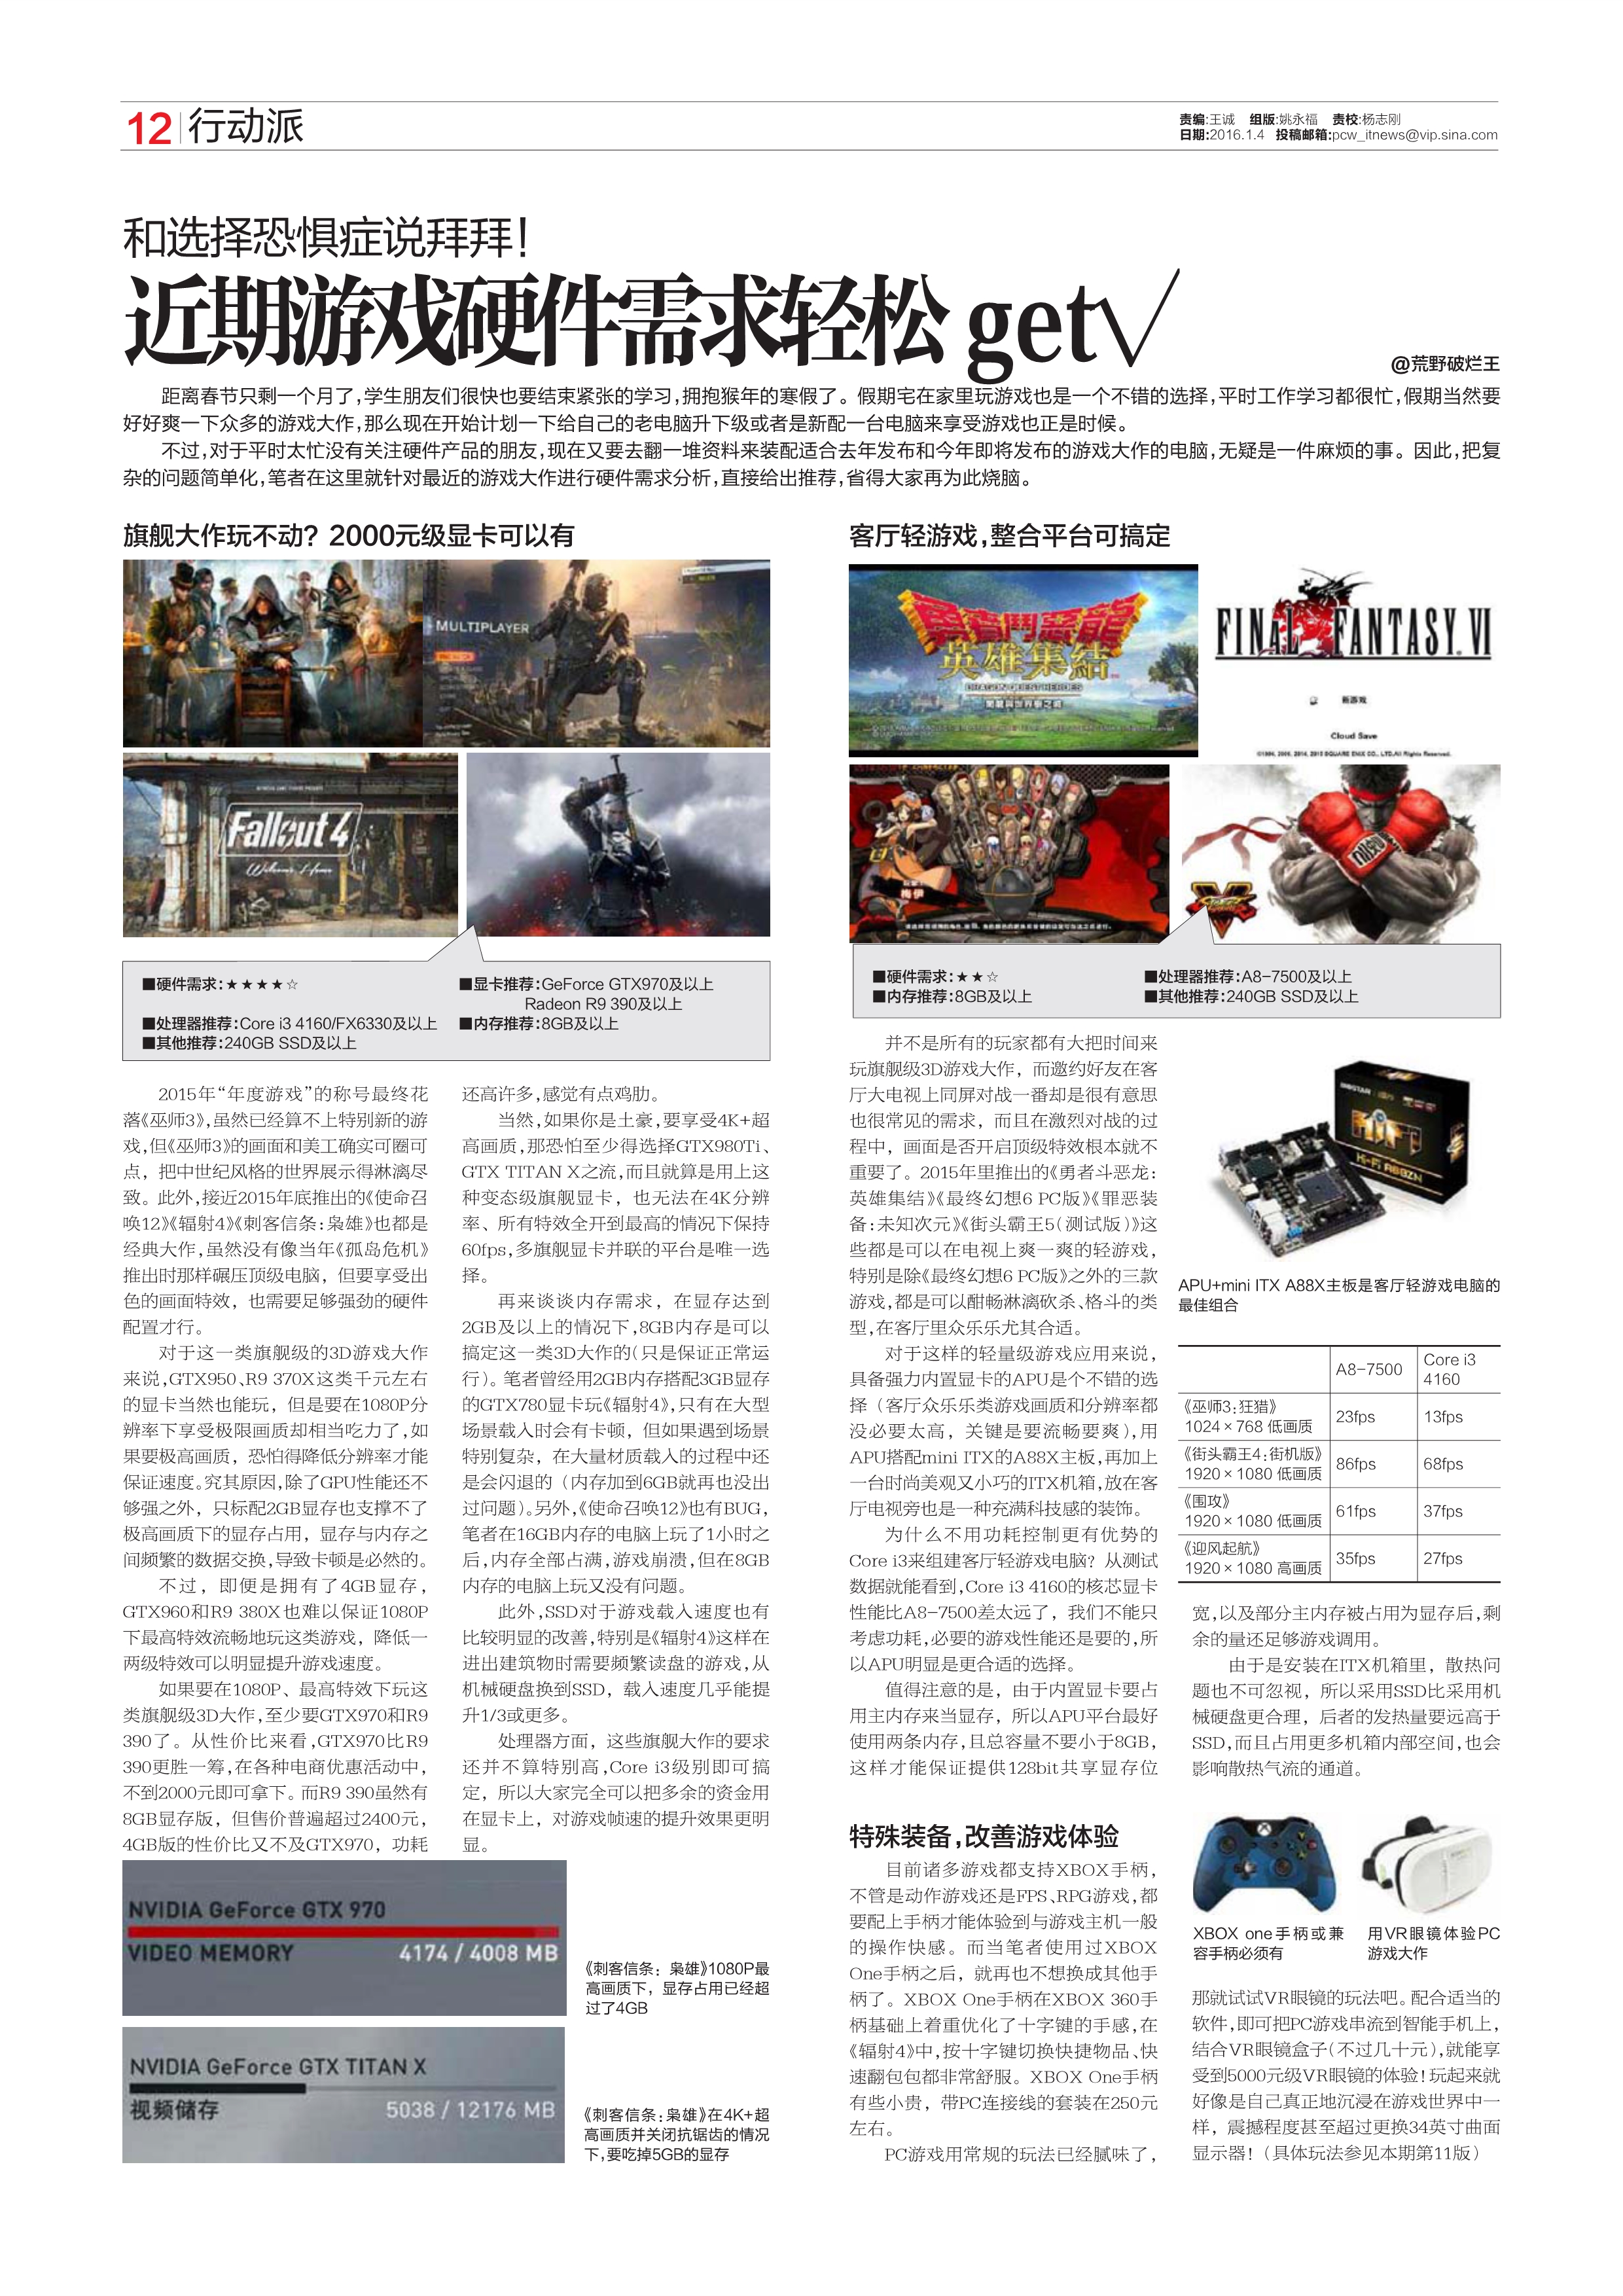 12 行动派
责编:王诚 组版:姚永福 责校:杨志刚
日期:2016.1.4 投稿邮箱:pcw_itnews@vip.sina.com
和选择恐惧症说拜拜！
近期游戏硬件需求轻松 get√
@荒野破烂王
距离春节只剩一个月了，学生朋友们很快也要结束紧张的学习，拥抱猴年的寒假了。假期宅在家里玩游戏也是一个不错的选择，平时工作学习都很忙，假期当然要
好好爽一下众多的游戏大作，那么现在开始计划一下给自己的老电脑升下级或者是新配一台电脑来享受游戏也正是时候。
不过，对于平时太忙没有关注硬件产品的朋友，现在又要去翻一堆资料来装配适合去年发布和今年即将发布的游戏大作的电脑，无疑是一件麻烦的事。因此，把复
杂的问题简单化，笔者在这里就针对最近的游戏大作进行硬件需求分析，直接给出推荐，省得大家再为此烧脑。
旗舰大作玩不动？2000元级显卡可以有
MULTIPLAYER
Fallout 4
Welcome Home
■硬件需求：★★★★☆
■显卡推荐：GeForce GTX970及以上
Radeon R9 390及以上
■处理器推荐：Core i3 4160/FX6330及以上
■内存推荐：8GB及以上
■其他推荐：240GB SSD及以上
2015年“年度游戏”的称号最终花
落《巫师3》，虽然已经算不上特别新的游
戏，但《巫师3》的画面和美工确实可圈可
点，把中世纪风格的世界展示得淋漓尽
致。此外，接近2015年底推出的《使命召
唤12》《辐射4》《刺客信条：枭雄》也都是
经典大作，虽然没有像当年《孤岛危机》
推出时那样碾压顶级电脑，但要享受出
色的画面特效，也需要足够强劲的硬件
配置才行。
对于这一类旗舰级的3D游戏大作
来说，GTX950、R9 370X这类千元左右
的显卡当然也能玩，但是要在1080P分
辨率下享受极限画质却相当吃力了，如
果要极高画质，恐怕得降低分辨率才能
保证速度。究其原因，除了GPU性能还不
够强之外，只标配2GB显存也支撑不了
极高画质下的显存占用，显存与内存之
间频繁的数据交换，导致卡顿是必然的。
不过，即便是拥有了4GB显存，
GTX960和R9 380X也难以保证1080P
下最高特效流畅地玩这类游戏，降低一
两级特效可以明显提升游戏速度。
如果要在1080P、最高特效下玩这
类旗舰级3D大作，至少要GTX970和R9
390了。从性价比来看，GTX970比R9
390更胜一筹，在各种电商优惠活动中，
不到2000元即可拿下。而R9 390虽然有
8GB显存版，但售价普遍超过2400元，
4GB版的性价比又不及GTX970，功耗
还高许多，感觉有点鸡肋。
当然，如果你是土豪，要享受4K+超
高画质，那恐怕至少得选择GTX980Ti、
GTX TITAN X之流，而且就算是用上这
种变态级旗舰显卡，也无法在4K分辨
率、所有特效全开到最高的情况下保持
60fps，多旗舰显卡并联的平台是唯一选
择。
再来谈谈内存需求，在显存达到
2GB及以上的情况下，8GB内存是可以
搞定这一类3D大作的（只是保证正常运
行）。笔者曾经用2GB内存搭配3GB显存
的GTX780显卡玩《辐射4》，只有在大型
场景载入时会有卡顿，但如果遇到场景
特别复杂，在大量材质载入的过程中还
是会闪退的（内存加到6GB就再也没出
过问题）。另外，《使命召唤12》也有BUG，
笔者在16GB内存的电脑上玩了1小时之
后，内存全部占满，游戏崩溃，但在8GB
内存的电脑上玩又没有问题。
此外，SSD对于游戏载入速度也有
比较明显的改善，特别是《辐射4》这样在
进出建筑物时需要频繁读盘的游戏，从
机械硬盘换到SSD，载入速度几乎能提
升1/3或更多。
处理器方面，这些旗舰大作的要求
还并不算特别高，Core i3级别即可搞
定，所以大家完全可以把多余的资金用
在显卡上，对游戏帧速的提升效果更明
显。
NVIDIA GeForce GTX 970
VIDEO MEMORY 4174 / 4008 MB
《刺客信条：枭雄》1080P最
高画质下，显存占用已经超
过了4GB
NVIDIA GeForce GTX TITAN X
视频储存 5038 / 12176 MB
《刺客信条：枭雄》在4K+超
高画质并关闭抗锯齿的情况
下，要吃掉5GB的显存
客厅轻游戏，整合平台可搞定
勇者鬥惡龍
英雄集結
DRAGON QUEST HEROES
FINAL FANTASY VI
新游戏
Cloud Save
■硬件需求：★★☆
■处理器推荐：A8-7500及以上
■内存推荐：8GB及以上
■其他推荐：240GB SSD及以上
并不是所有的玩家都有大把时间来
玩旗舰级3D游戏大作，而邀约好友在客
厅大电视上同屏对战一番却是很有意思
也很常见的需求，而且在激烈对战的过
程中，画面是否开启顶级特效根本就不
重要了。2015年里推出的《勇者斗恶龙：
英雄集结》《最终幻想6 PC版》《罪恶装
备：未知次元》《街头霸王5（测试版）》这
些都是可以在电视上爽一爽的轻游戏，
特别是除《最终幻想6 PC版》之外的三款
游戏，都是可以酣畅淋漓砍杀、格斗的类
型，在客厅里众乐乐尤其合适。
对于这样的轻量级游戏应用来说，
具备强力内置显卡的APU是个不错的选
择（客厅众乐乐类游戏画质和分辨率都
没必要太高，关键是要流畅要爽），用
APU搭配mini ITX的A88X主板，再加上
一台时尚美观又小巧的ITX机箱，放在客
厅电视旁也是一种充满科技感的装饰。
为什么不用功耗控制更有优势的
Core i3来组建客厅轻游戏电脑？从测试
数据就能看到，Core i3 4160的核芯显卡
性能比A8-7500差太远了，我们不能只
考虑功耗，必要的游戏性能还是要的，所
以APU明显是更合适的选择。
值得注意的是，由于内置显卡要占
用主内存来当显存，所以APU平台最好
使用两条内存，且总容量不要小于8GB，
这样才能保证提供128bit共享显存位
Hi-Fi A88ZN
APU+mini ITX A88X主板是客厅轻游戏电脑的
最佳组合
A8-7500 Core i3 4160
《巫师3：狂猎》 1024×768 低画质 23fps 13fps
《街头霸王4：街机版》 1920×1080 低画质 86fps 68fps
《围攻》 1920×1080 低画质 61fps 37fps
《迎风起航》 1920×1080 高画质 35fps 27fps
宽，以及部分主内存被占用为显存后，剩
余的量还足够游戏调用。
由于是安装在ITX机箱里，散热问
题也不可忽视，所以采用SSD比采用机
械硬盘更合理，后者的发热量要远高于
SSD，而且占用更多机箱内部空间，也会
影响散热气流的通道。
特殊装备，改善游戏体验
目前诸多游戏都支持XBOX手柄，
不管是动作游戏还是FPS、RPG游戏，都
要配上手柄才能体验到与游戏主机一般
的操作快感。而当笔者使用过XBOX
One手柄之后，就再也不想换成其他手
柄了。XBOX One手柄在XBOX 360手
柄基础上着重优化了十字键的手感，在
《辐射4》中，按十字键切换快捷物品、快
速翻包包都非常舒服。XBOX One手柄
有些小贵，带PC连接线的套装在250元
左右。
PC游戏用常规的玩法已经腻味了，
XBOX one手柄或兼
容手柄必须有
用VR眼镜体验PC
游戏大作
那就试试VR眼镜的玩法吧。配合适当的
软件，即可把PC游戏串流到智能手机上，
结合VR眼镜盒子（不过几十元），就能享
受到5000元级VR眼镜的体验！玩起来就
好像是自己真正地沉浸在游戏世界中一
样，震撼程度甚至超过更换34英寸曲面
显示器！（具体玩法参见本期第11版）